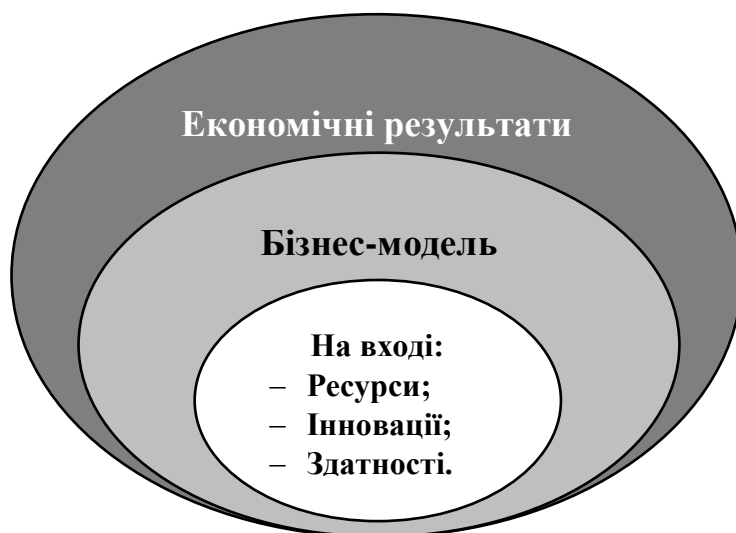 Економічні результати
Бізнес-модель
На вході:
– Ресурси;
– Інновації;
– Здатності.